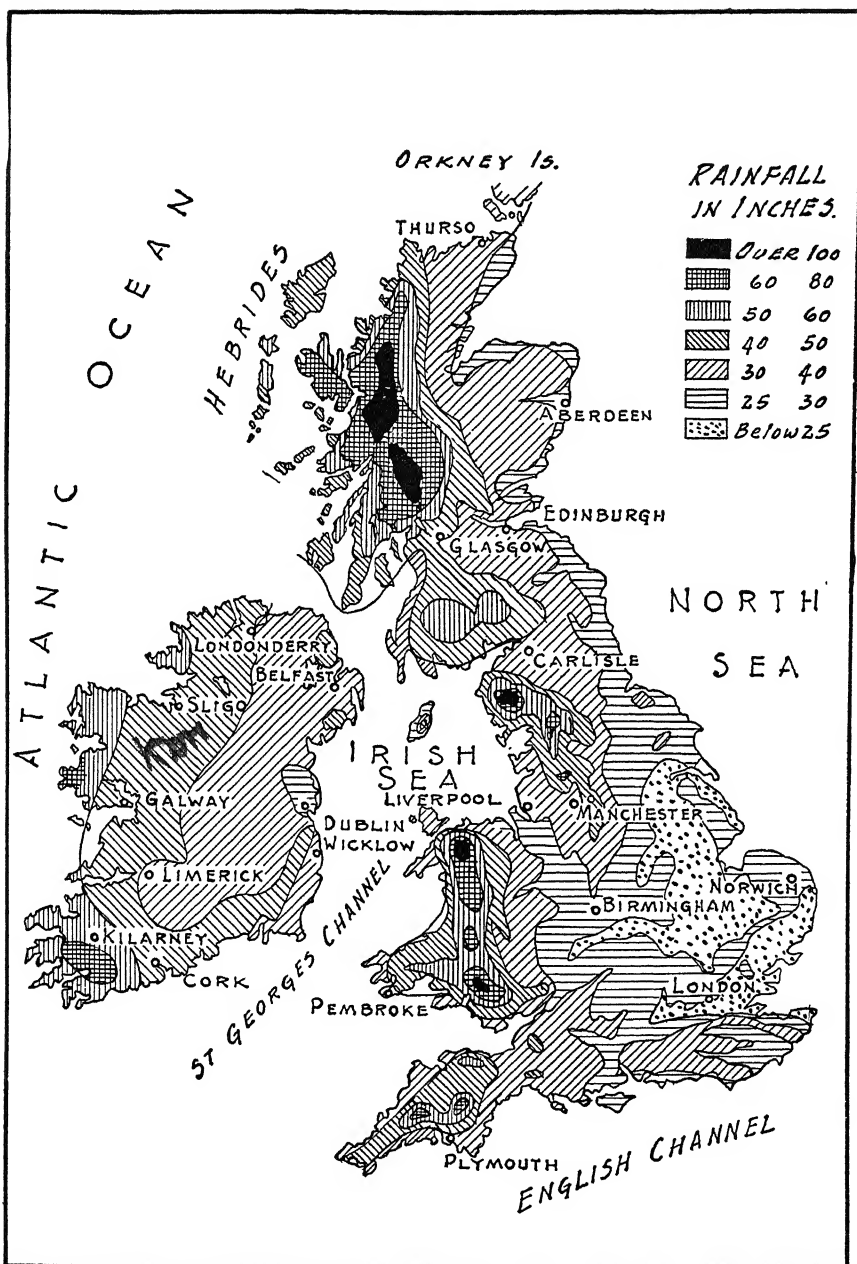 ORKNEY IS.
THURSO
RAINFALL
IN INCHES.
OVER 100
60 80
50 60
40 50
30 40
25 30
Below 25
OCEAN
HEBRIDES
ABERDEEN
EDINBURGH
GLASGOW
ATLANTIC
NORTH
SEA
LONDONDERRY
BELFAST
CARLISLE
SLIGO
IRISH
SEA
LIVERPOOL
GALWAY
MANCHESTER
DUBLIN
WICKLOW
LIMERICK
NORWICH
BIRMINGHAM
KILARNEY
CORK
LONDON
PEMBROKE
ST GEORGES CHANNEL
PLYMOUTH
ENGLISH CHANNEL